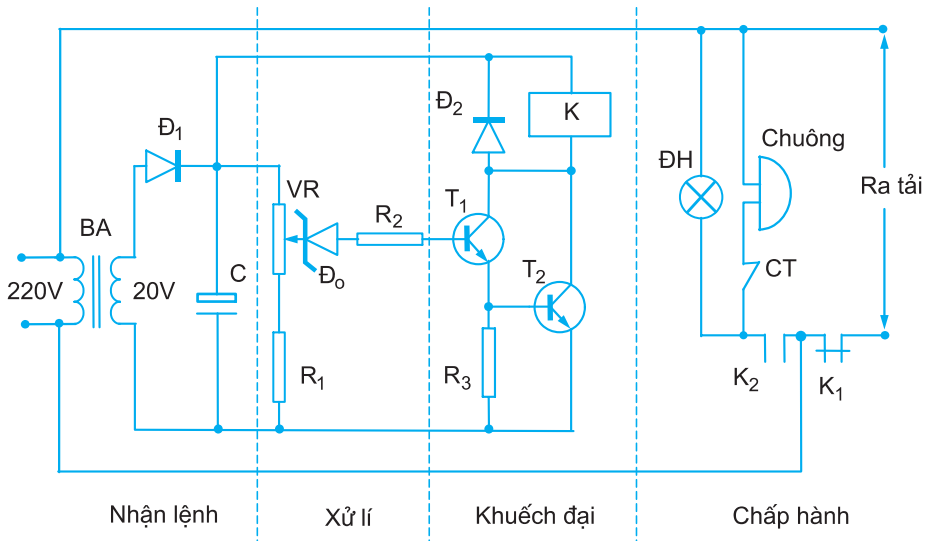 Đ₁
BA
220V
20V
C
VR
Đₒ
R₁
R₂
Đ₂
K
T₁
T₂
R₃
ĐH
Chuông
CT
Ra tải
K₂
K₁
Nhận lệnh
Xử lí
Khuếch đại
Chấp hành